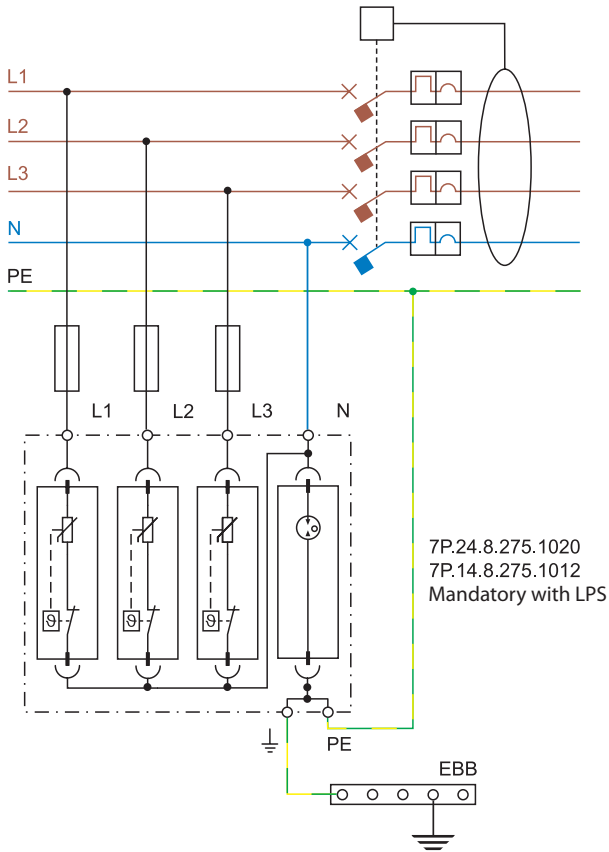 L1
L2
L3
N
PE
L1 L2 L3 N
ϑ ϑ ϑ
7P.24.8.275.1020
7P.14.8.275.1012
Mandatory with LPS
PE
EBB